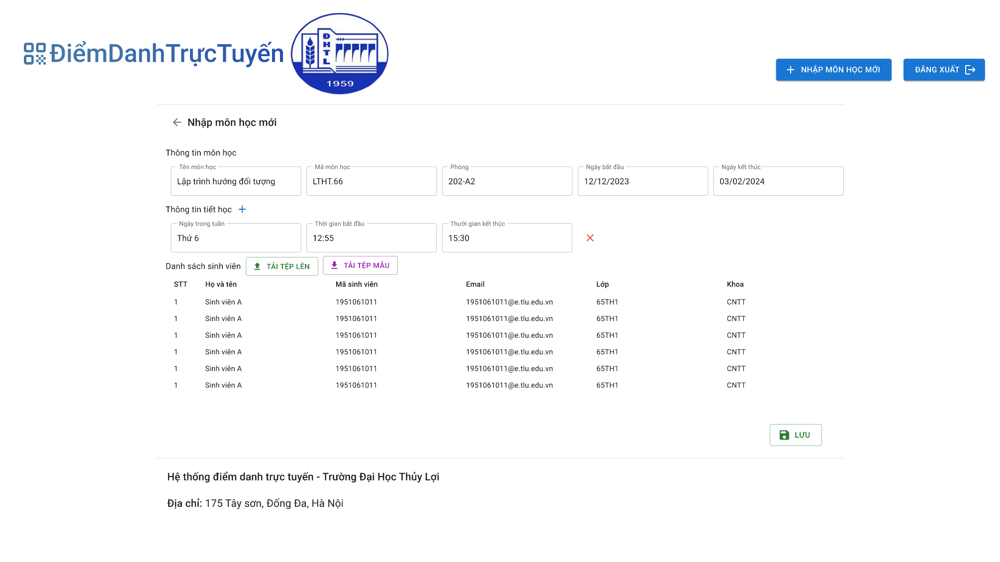 ĐiểmDanhTrựcTuyến
ĐHTL
1959
NHẬP MÔN HỌC MỚI
ĐĂNG XUẤT
Nhập môn học mới
Thông tin môn học
Tên môn học Mã môn học Phòng Ngày bắt đầu Ngày kết thúc
Lập trình hướng đối tượng LTHT.66 202-A2 12/12/2023 03/02/2024
Thông tin tiết học
Ngày trong tuần Thời gian bắt đầu Thười gian kết thúc
Thứ 6 12:55 15:30
Danh sách sinh viên TẢI TỆP LÊN TẢI TỆP MẪU
STT Họ và tên Mã sinh viên Email Lớp Khoa
1 Sinh viên A 1951061011 1951061011@e.tlu.edu.vn 65TH1 CNTT
1 Sinh viên A 1951061011 1951061011@e.tlu.edu.vn 65TH1 CNTT
1 Sinh viên A 1951061011 1951061011@e.tlu.edu.vn 65TH1 CNTT
1 Sinh viên A 1951061011 1951061011@e.tlu.edu.vn 65TH1 CNTT
1 Sinh viên A 1951061011 1951061011@e.tlu.edu.vn 65TH1 CNTT
1 Sinh viên A 1951061011 1951061011@e.tlu.edu.vn 65TH1 CNTT
LƯU
Hệ thống điểm danh trực tuyến - Trường Đại Học Thủy Lợi
Địa chỉ: 175 Tây sơn, Đống Đa, Hà Nội